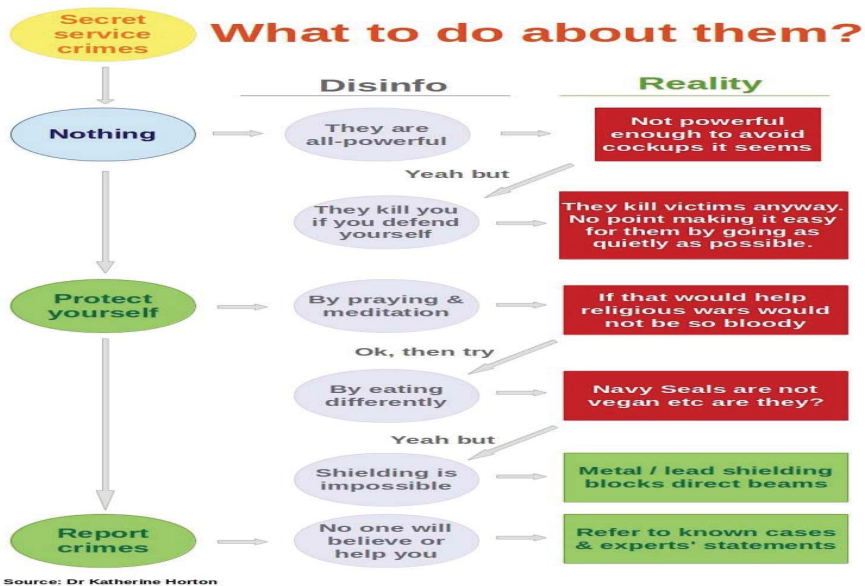 Secret
service
crimes
What to do about them?
Disinfo
Reality
Nothing
They are
all-powerful
Not powerful
enough to avoid
cockups it seems
Yeah but
They kill you
if you defend
yourself
They kill victims anyway.
No point making it easy
for them by going as
quietly as possible.
Protect
yourself
By praying &
meditation
If that would help
religious wars would
not be so bloody
Ok, then try
By eating
differently
Navy Seals are not
vegan etc are they?
Yeah but
Shielding is
impossible
Metal / lead shielding
blocks direct beams
Report
crimes
No one will
believe or
help you
Refer to known cases
& experts' statements
Source: Dr Katherine Horton